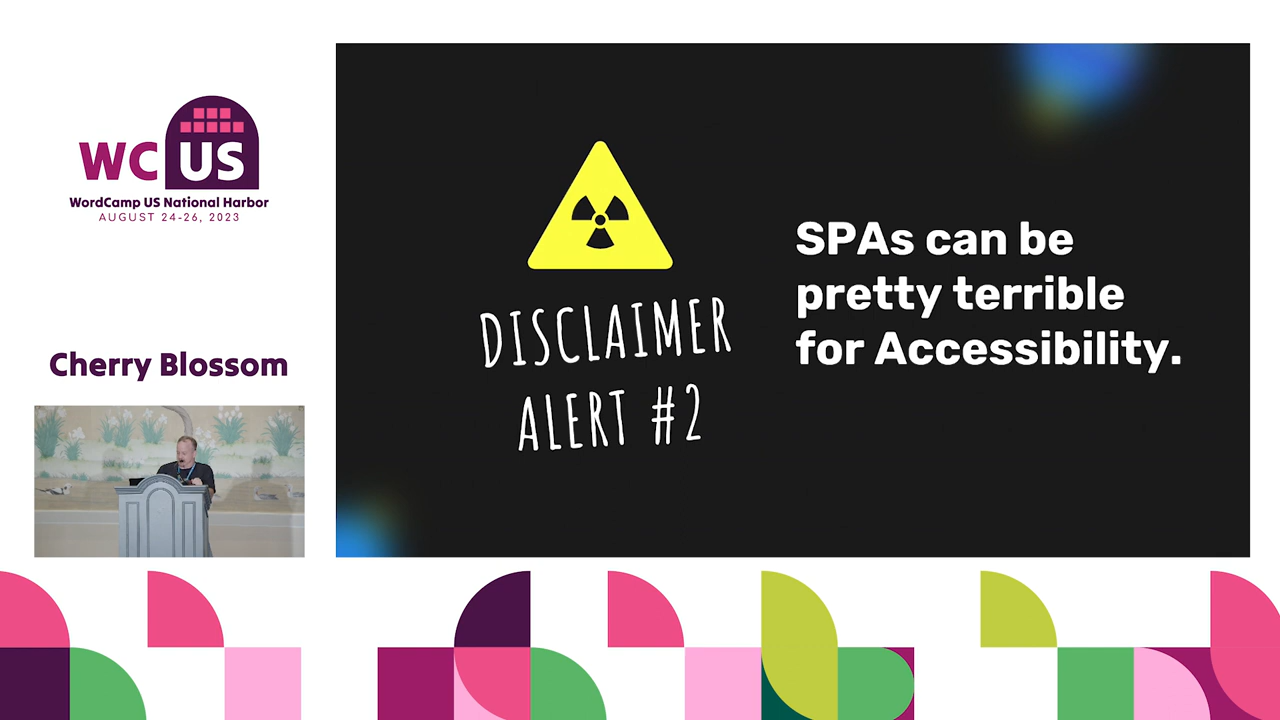 WC US
WordCamp US National Harbor
AUGUST 24-26, 2023
Cherry Blossom
DISCLAIMER
ALERT #2
SPAs can be
pretty terrible
for Accessibility.